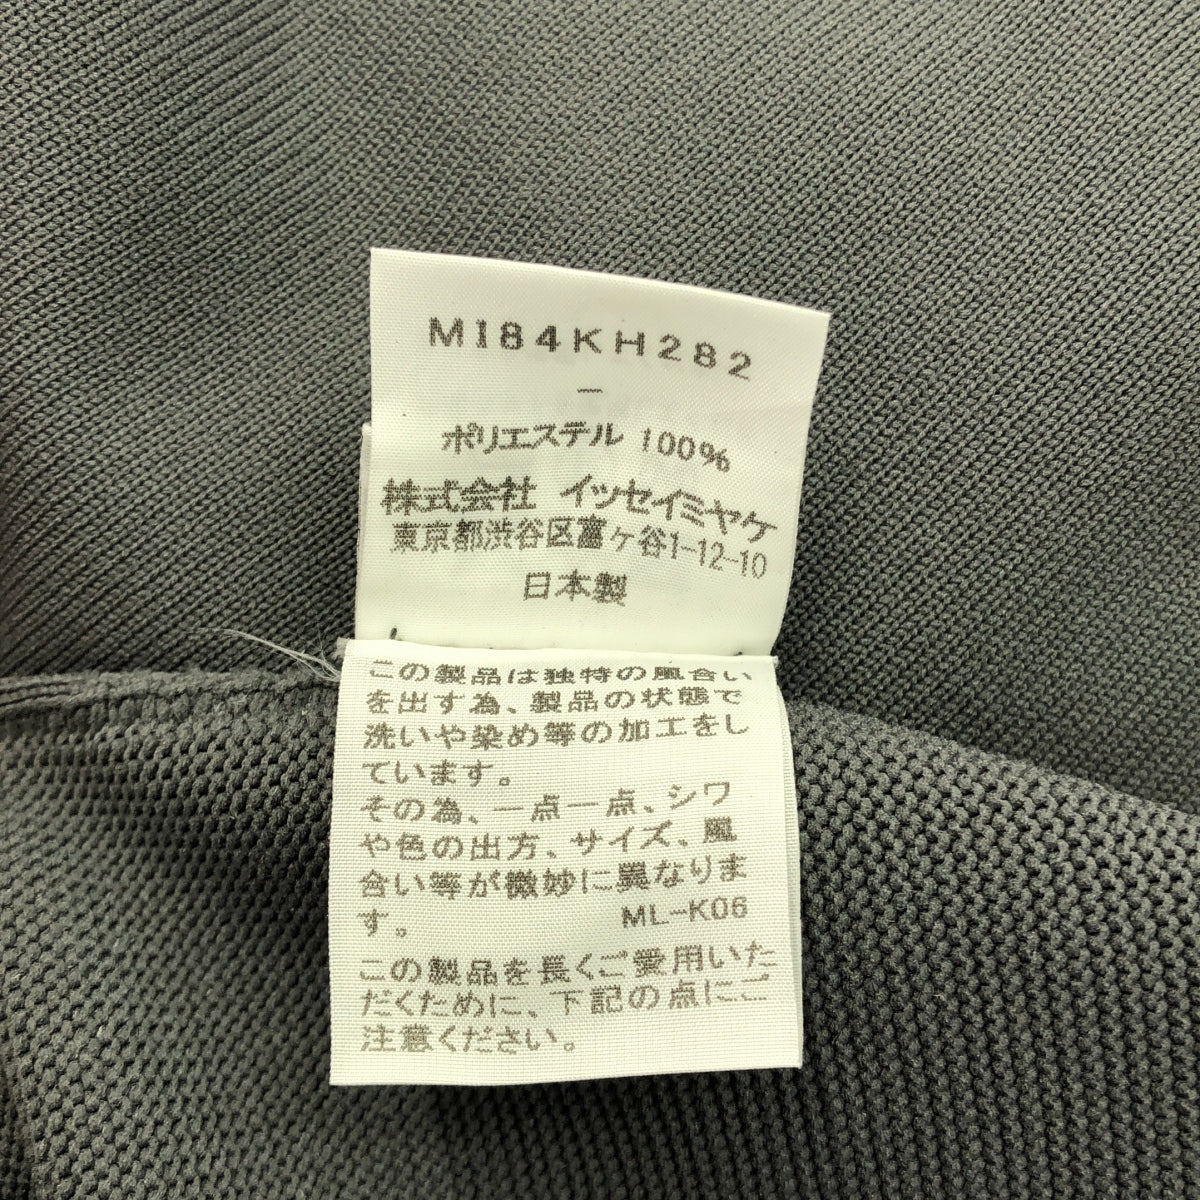 MI84KH282
—
ポリエステル 100%
株式会社 イッセイミヤケ
東京都渋谷区富ヶ谷1-12-10
日本製
この製品は独特の風合い
を出す為、製品の状態で
洗いや染め等の加工をし
ています。
その為、一点一点、シワ
や色の出方、サイズ、風
合い等が微妙に異なりま
す。 ML-K06
この製品を長くご愛用いた
だくために、下記の点にご
注意ください。